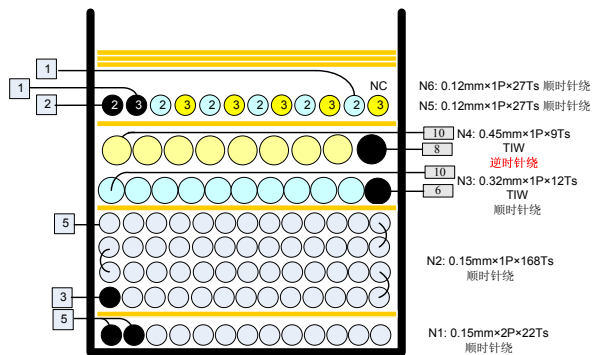 1
NC
1
2
2 3 2 3 2 3 2 3 2 3 2 3
N6: 0.12mm×1P×27Ts 顺时针绕
N5: 0.12mm×1P×27Ts 顺时针绕
10
N4: 0.45mm×1P×9Ts
8
TIW
逆时针绕
10
N3: 0.32mm×1P×12Ts
6
TIW
顺时针绕
5
N2: 0.15mm×1P×168Ts
顺时针绕
3
5
N1: 0.15mm×2P×22Ts
顺时针绕